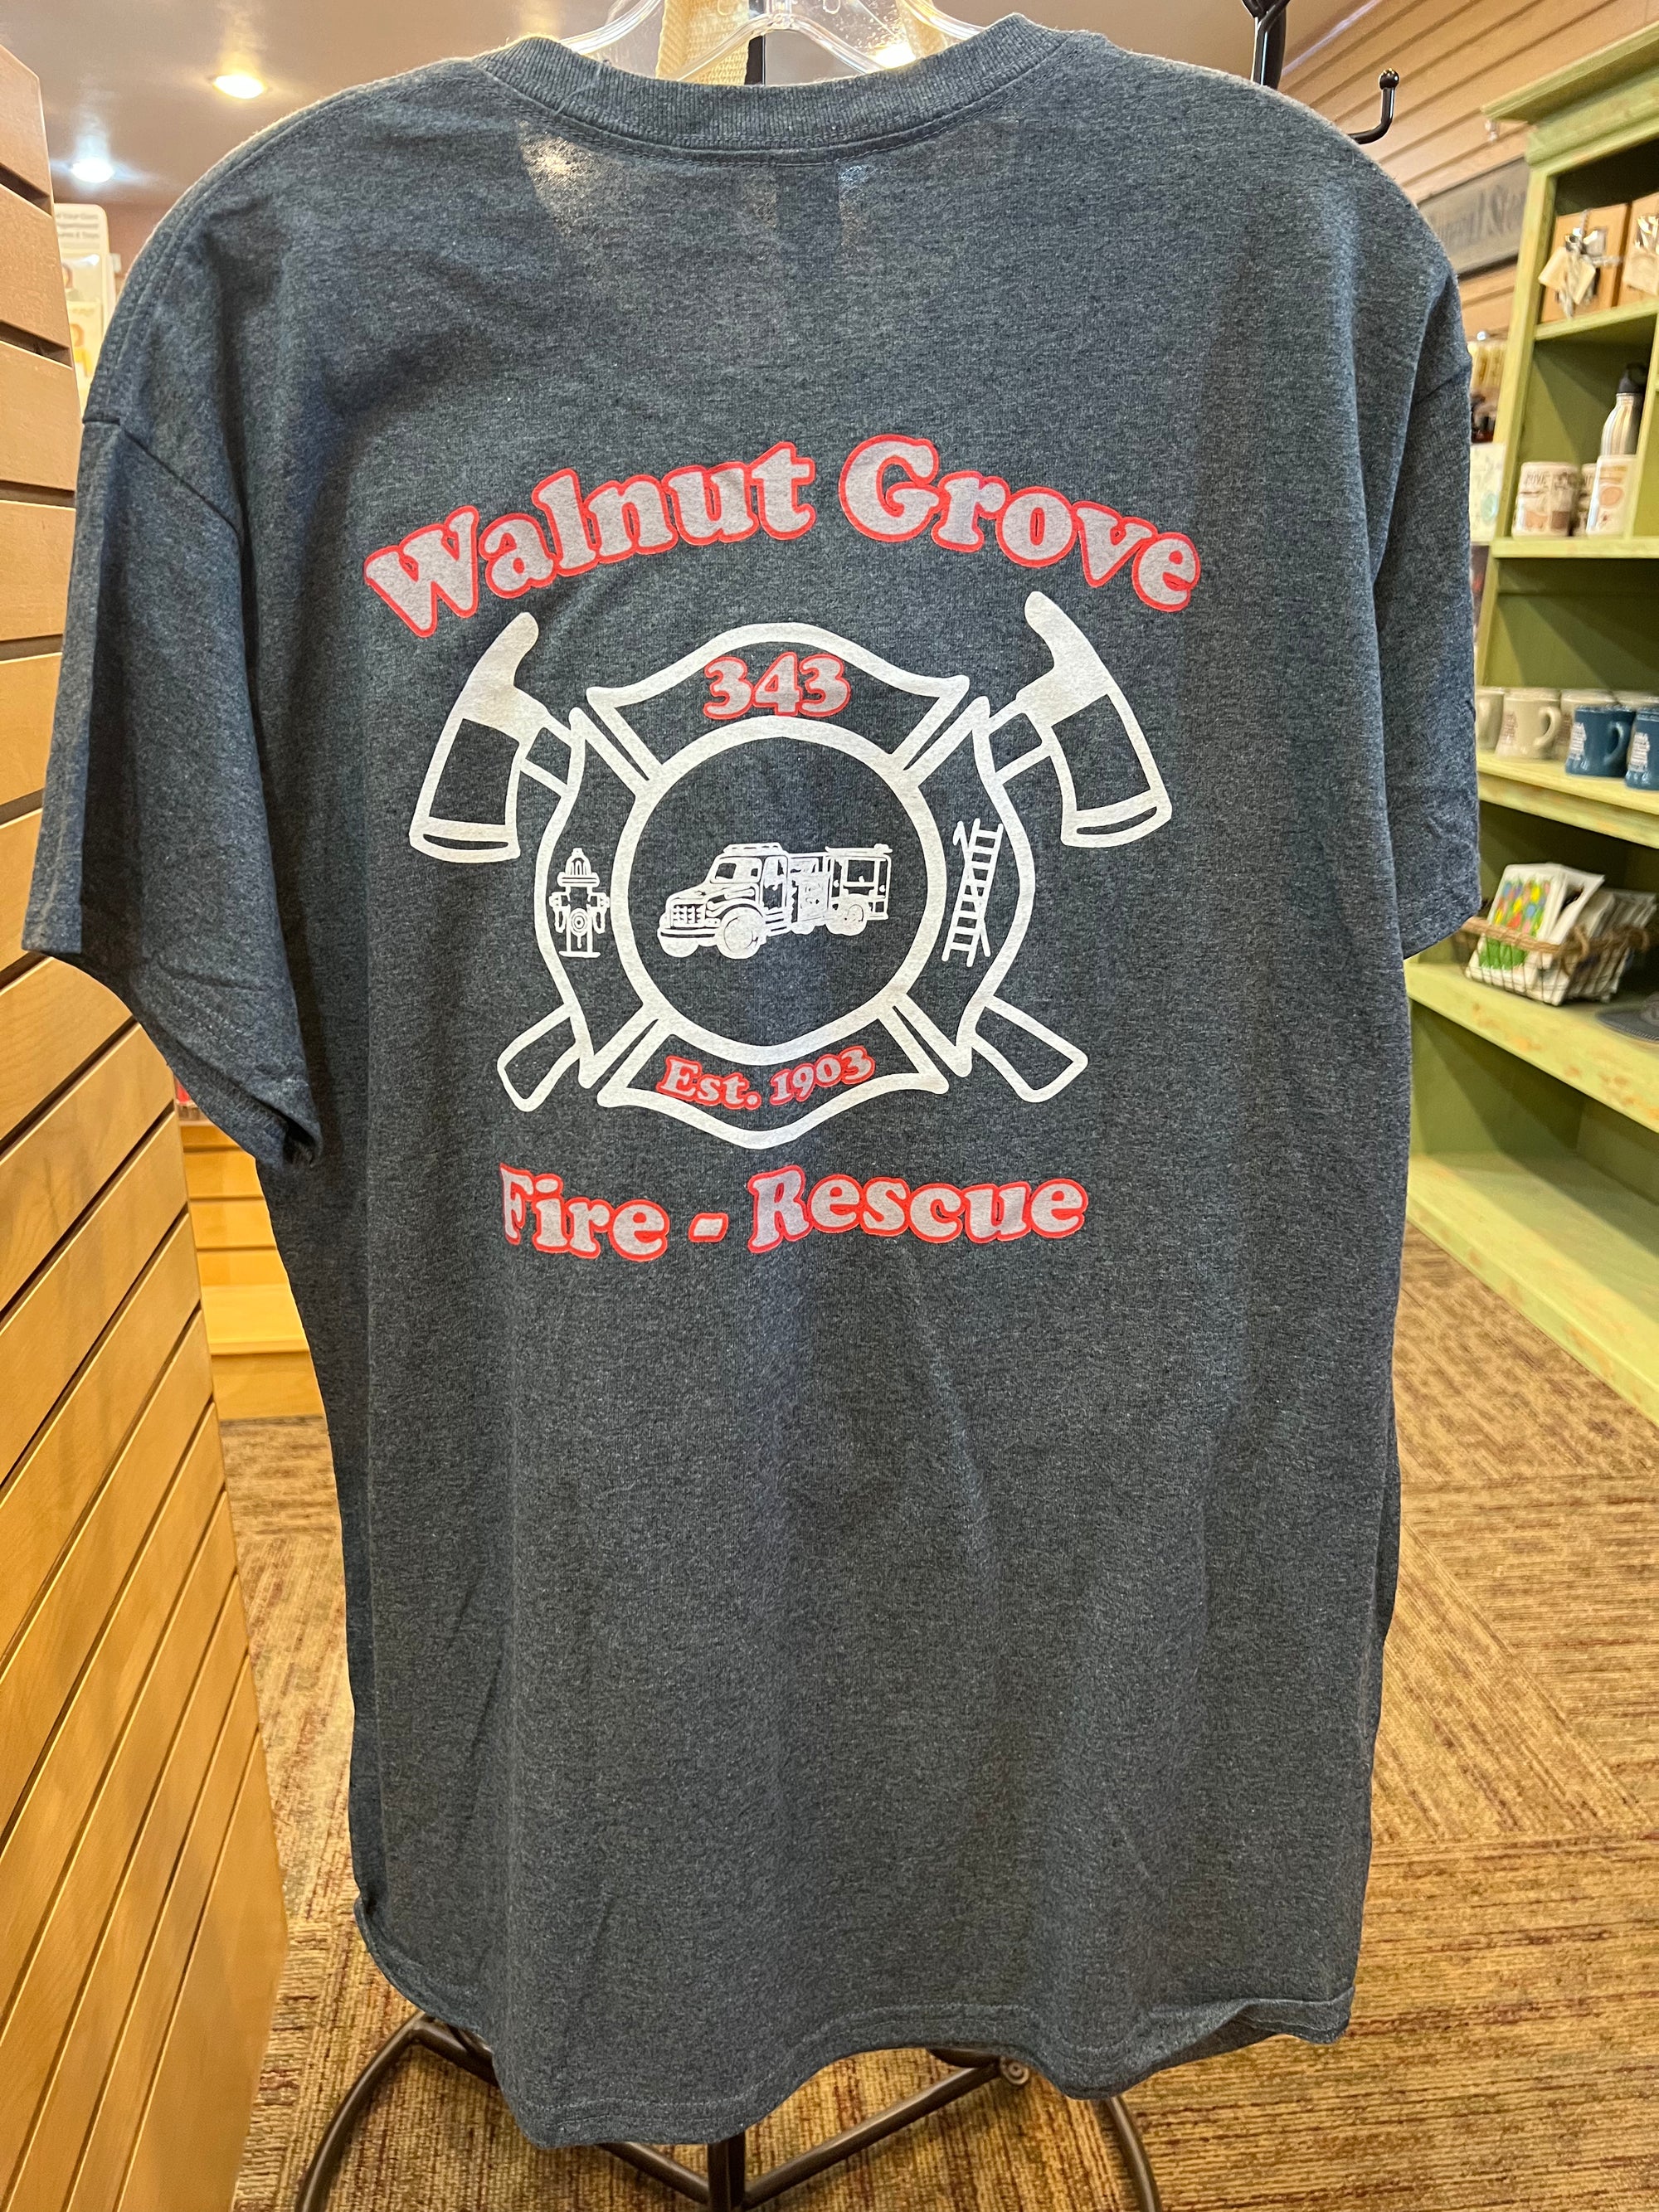 Walnut Grove
343
Est. 1903
Fire - Rescue